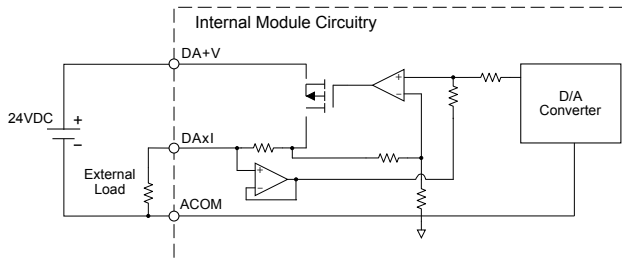 Internal Module Circuitry
DA+V
24VDC
+
−
DAxI
External
Load
ACOM
+
−
+
−
D/A
Converter